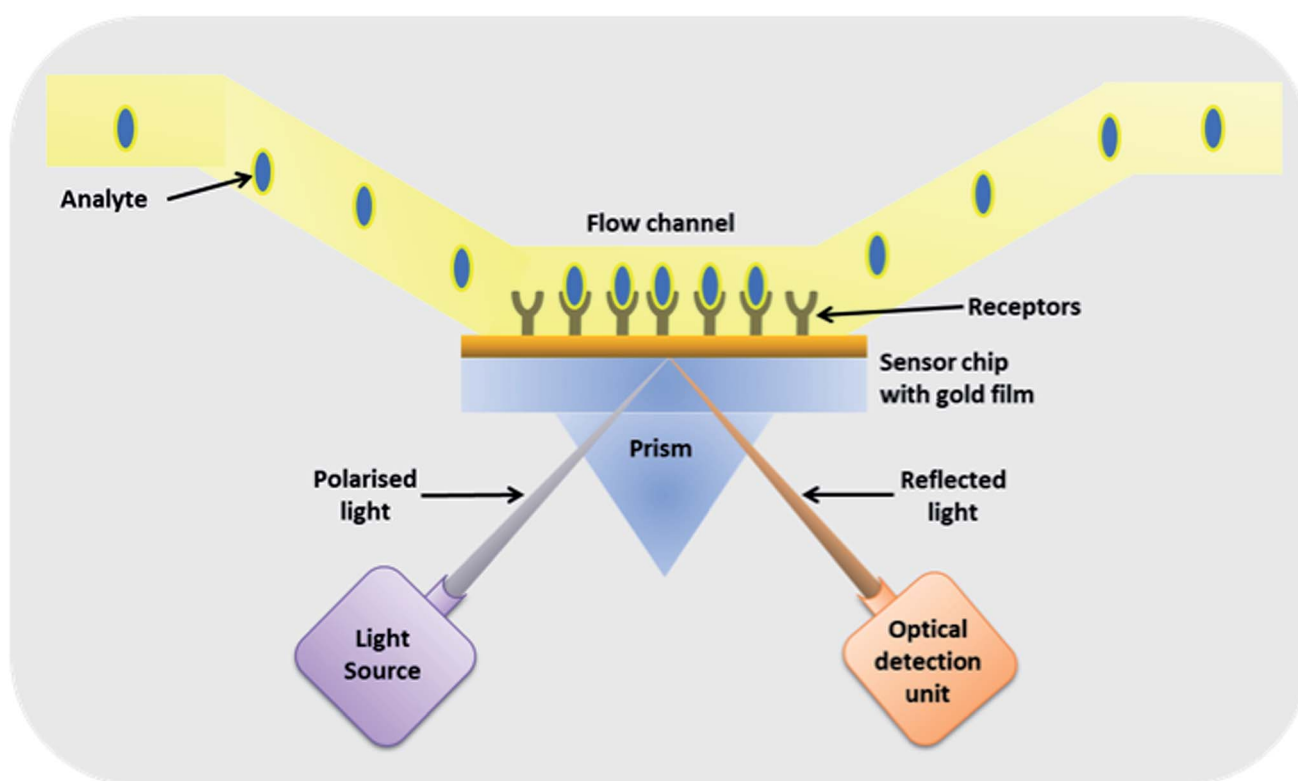 Analyte
Flow channel
Receptors
Sensor chip
with gold film
Prism
Polarised
light
Reflected
light
Light
Source
Optical
detection
unit